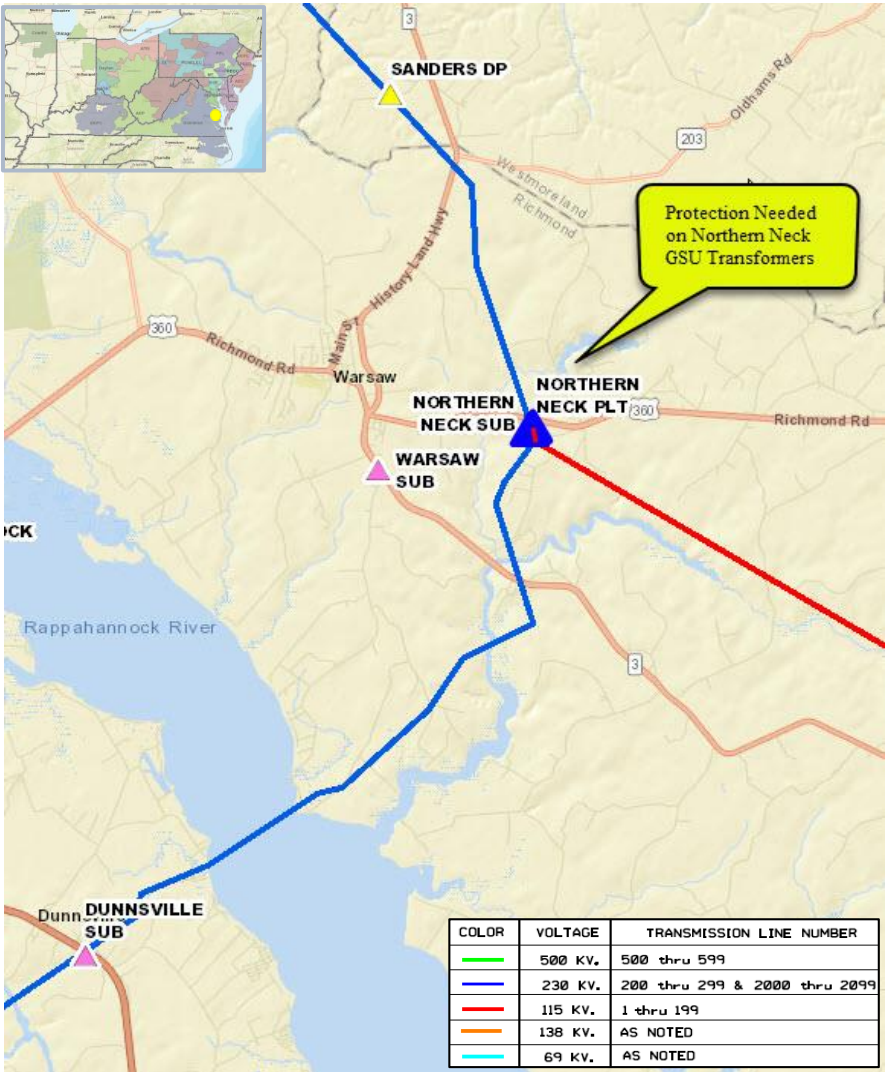 3
SANDERS DP
Oldhams Rd
203
Westmoreland
Richmond
Protection Needed
on Northern Neck
GSU Transformers
History Land Hwy
Main St
360
Richmond Rd
Warsaw
NORTHERN
NECK PLT
360
NORTHERN
NECK SUB
Richmond Rd
WARSAW
SUB
OCK
Rappahannock River
3
DUNNSVILLE
SUB
COLOR VOLTAGE TRANSMISSION LINE NUMBER
500 KV. 500 thru 599
230 KV. 200 thru 299 & 2000 thru 2099
115 KV. 1 thru 199
138 KV. AS NOTED
69 KV. AS NOTED